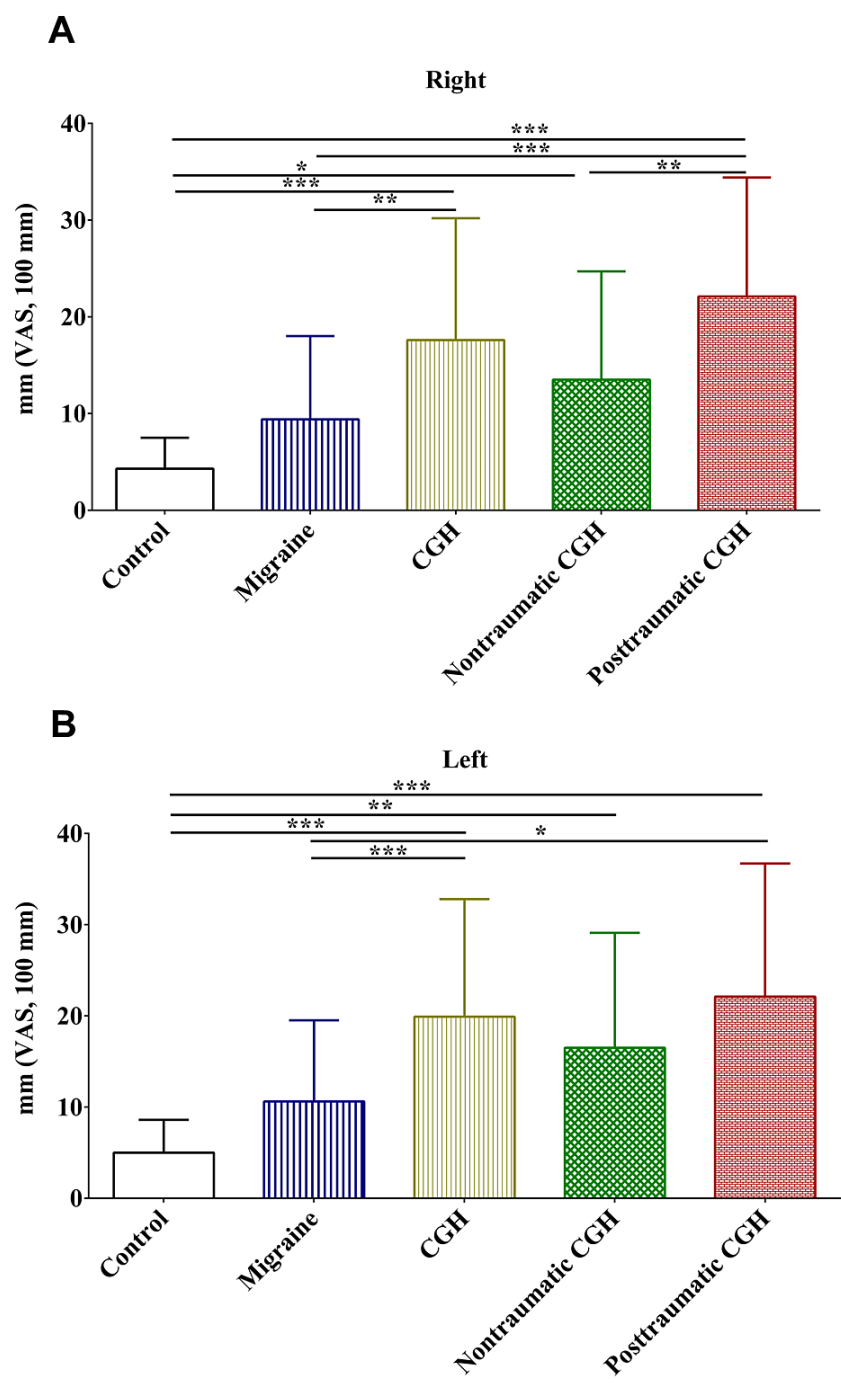 A
Right
mm (VAS, 100 mm)
40
30
20
10
0
***
***
*
**
***
**
Control
Migraine
CGH
Nontraumatic CGH
Posttraumatic CGH
B
Left
mm (VAS, 100 mm)
40
30
20
10
0
***
**
***
*
***
Control
Migraine
CGH
Nontraumatic CGH
Posttraumatic CGH